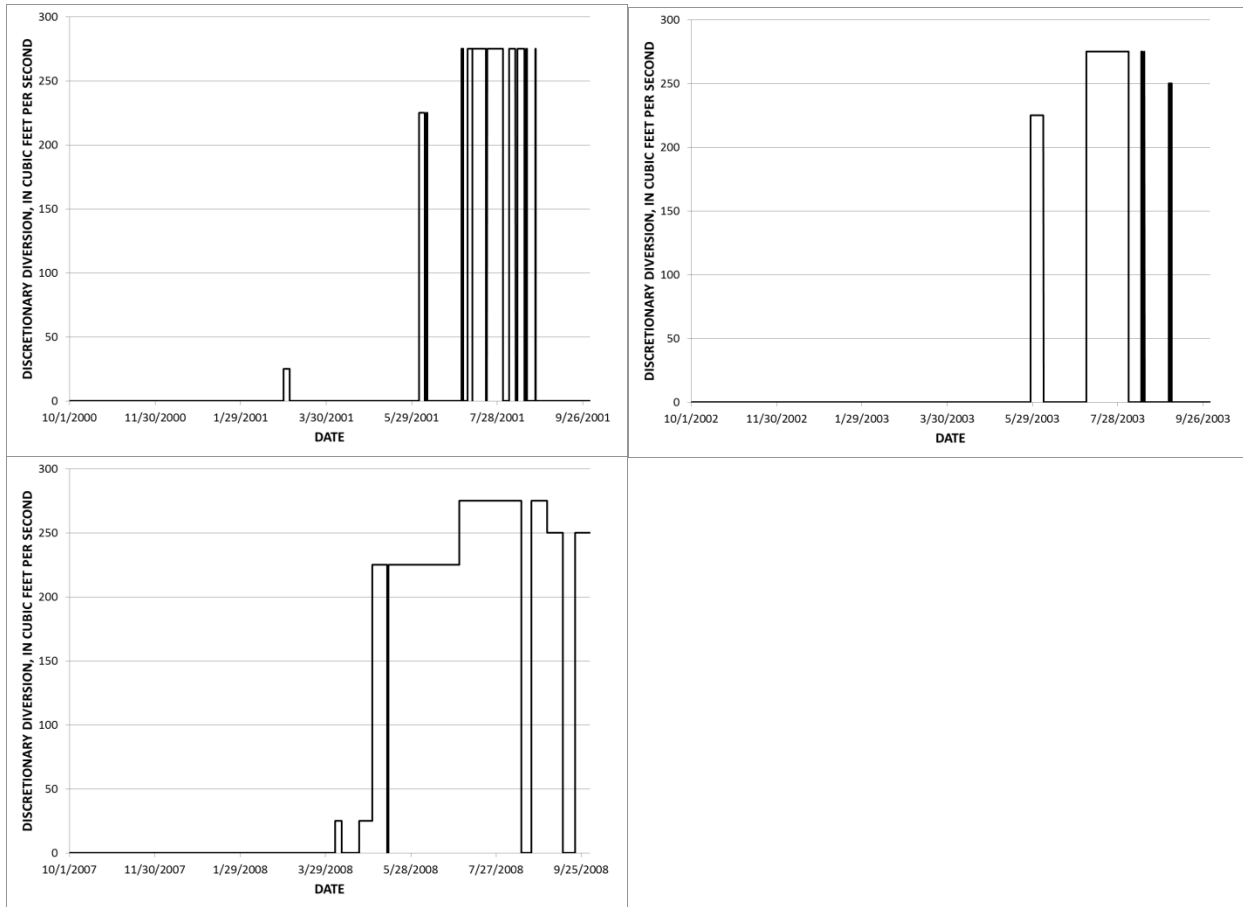 DISCRETIONARY DIVERSION, IN CUBIC FEET PER SECOND
300
250
200
150
100
50
0
10/1/2000 11/30/2000 1/29/2001 3/30/2001 5/29/2001 7/28/2001 9/26/2001
DATE
DISCRETIONARY DIVERSION, IN CUBIC FEET PER SECOND
300
250
200
150
100
50
0
10/1/2002 11/30/2002 1/29/2003 3/30/2003 5/29/2003 7/28/2003 9/26/2003
DATE
DISCRETIONARY DIVERSION, IN CUBIC FEET PER SECOND
300
250
200
150
100
50
0
10/1/2007 11/30/2007 1/29/2008 3/29/2008 5/28/2008 7/27/2008 9/25/2008
DATE